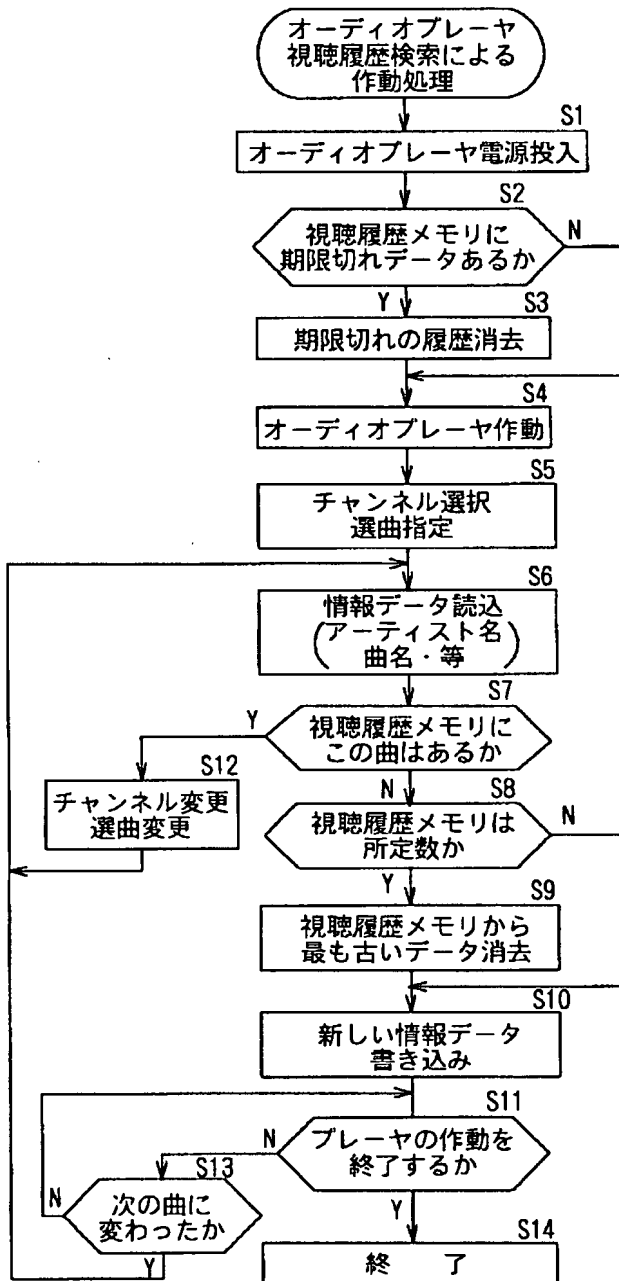 オーディオプレーヤ
視聴履歴検索による
作動処理
S1
オーディオプレーヤ電源投入
S2
視聴履歴メモリに
期限切れデータあるか
N
Y
S3
期限切れの履歴消去
S4
オーディオプレーヤ作動
S5
チャンネル選択
選曲指定
S6
情報データ読込
(アーティスト名
曲名・等)
S7
Y
視聴履歴メモリに
この曲はあるか
S12
チャンネル変更
選曲変更
N
S8
視聴履歴メモリは
所定数か
N
Y
S9
視聴履歴メモリから
最も古いデータ消去
S10
新しい情報データ
書き込み
S11
プレーヤの作動を
終了するか
N
S13
次の曲に
変わったか
N
Y
Y
S14
終 了